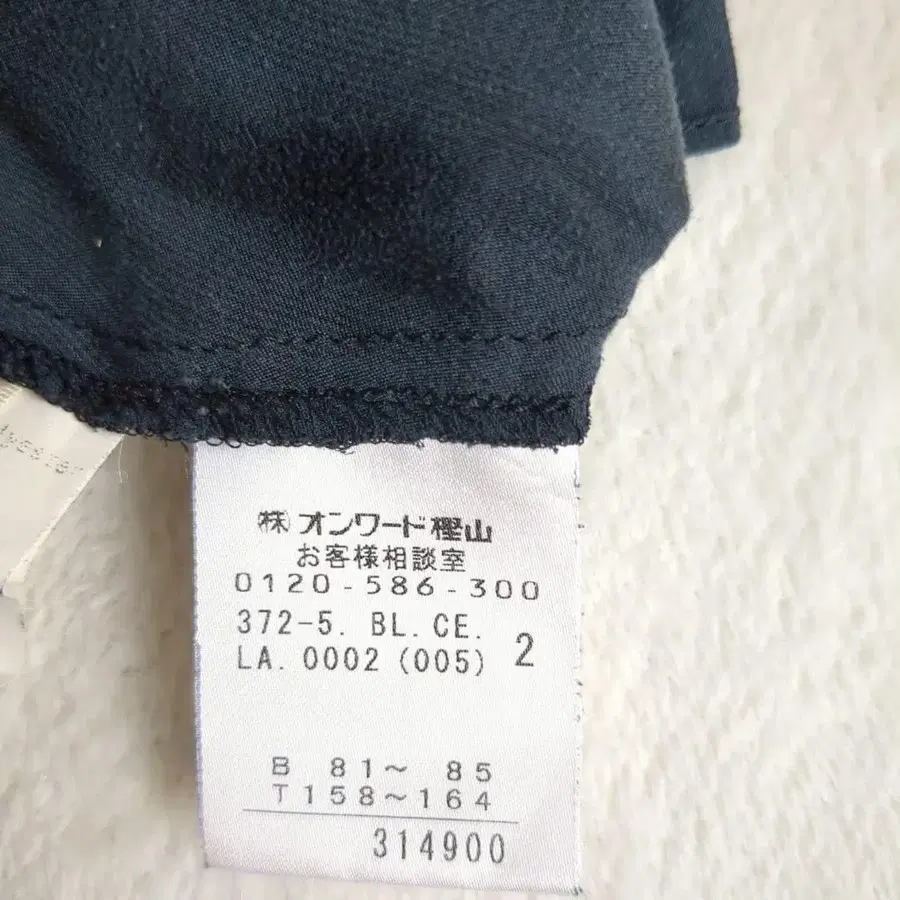 ㈱オンワード樫山
お客様相談室
0120-586-300
372-5. BL. CE.
LA. 0002 (005) 2
B 81～ 85
T 158～164
314900